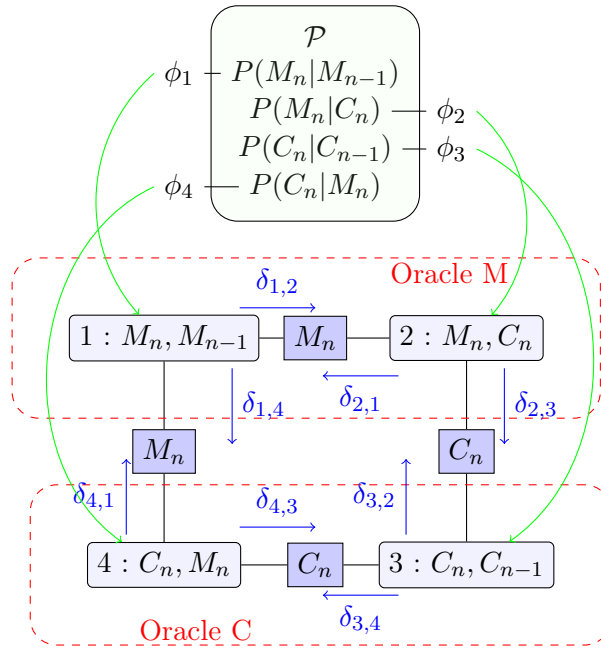 𝒫
ϕ₁ P(Mₙ|Mₙ₋₁)
P(Mₙ|Cₙ) ϕ₂
P(Cₙ|Cₙ₋₁) ϕ₃
ϕ₄ P(Cₙ|Mₙ)
Oracle M
δ₁,₂
1 : Mₙ, Mₙ₋₁ Mₙ 2 : Mₙ, Cₙ
δ₁,₄ δ₂,₁ δ₂,₃
Mₙ Cₙ
δ₄,₁ δ₄,₃ δ₃,₂
4 : Cₙ, Mₙ Cₙ 3 : Cₙ, Cₙ₋₁
δ₃,₄
Oracle C